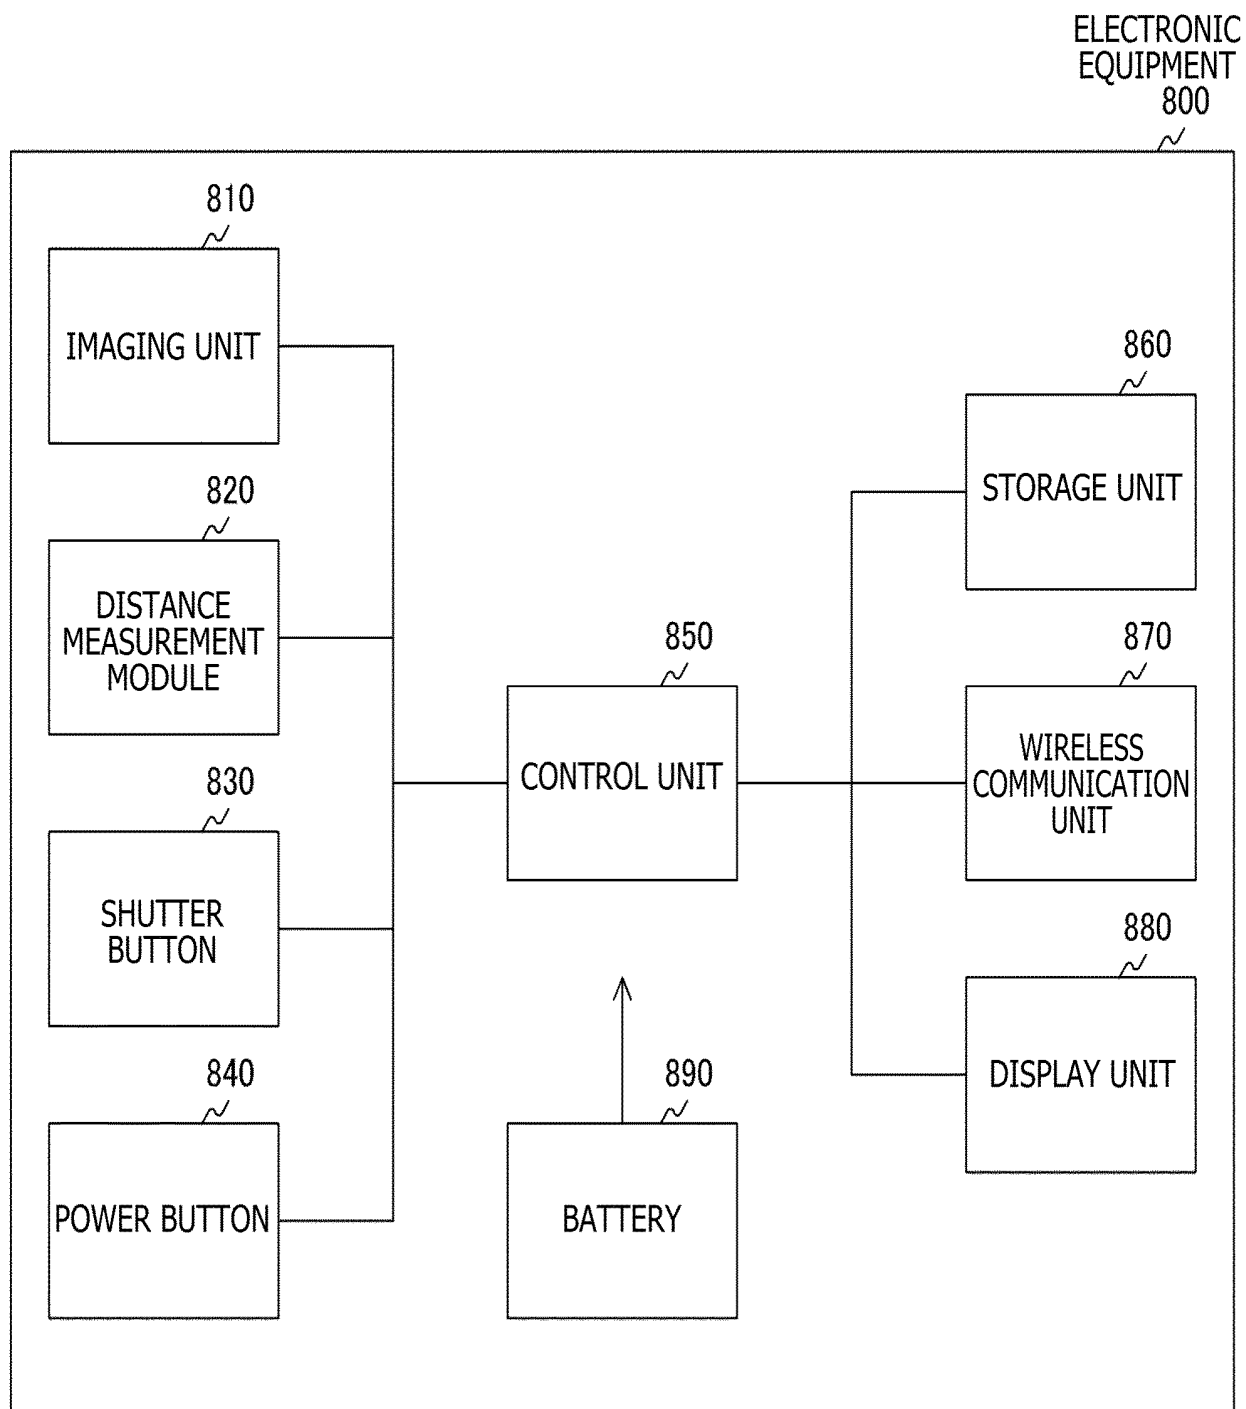 ELECTRONIC
EQUIPMENT
800
810
IMAGING UNIT
820
DISTANCE
MEASUREMENT
MODULE
830
SHUTTER
BUTTON
840
POWER BUTTON
850
CONTROL UNIT
890
BATTERY
860
STORAGE UNIT
870
WIRELESS
COMMUNICATION
UNIT
880
DISPLAY UNIT